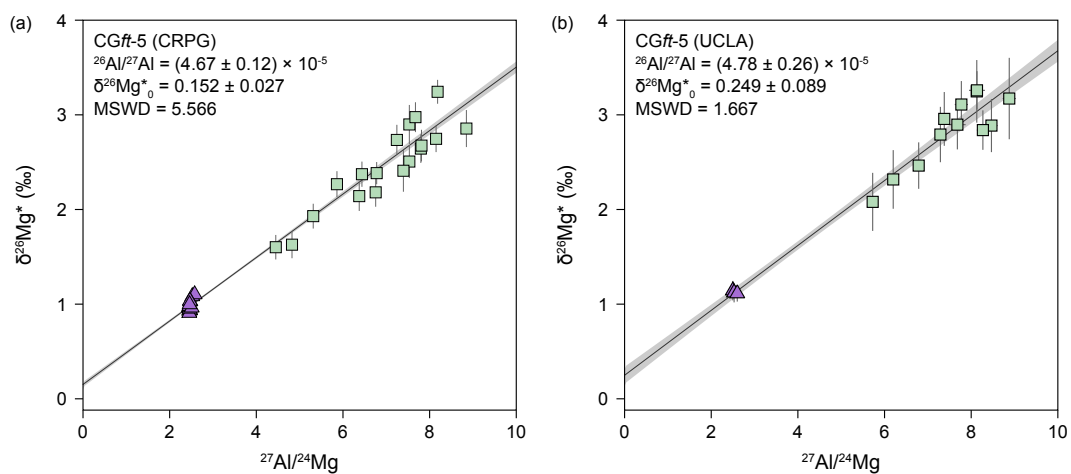 (a)
CGft-5 (CRPG)
²⁶Al/²⁷Al = (4.67 ± 0.12) × 10⁻⁵
δ²⁶Mg*₀ = 0.152 ± 0.027
MSWD = 5.566
4
3
2
1
0
δ²⁶Mg* (‰)
0 2 4 6 8 10
²⁷Al/²⁴Mg
(b)
CGft-5 (UCLA)
²⁶Al/²⁷Al = (4.78 ± 0.26) × 10⁻⁵
δ²⁶Mg*₀ = 0.249 ± 0.089
MSWD = 1.667
4
3
2
1
0
δ²⁶Mg* (‰)
0 2 4 6 8 10
²⁷Al/²⁴Mg